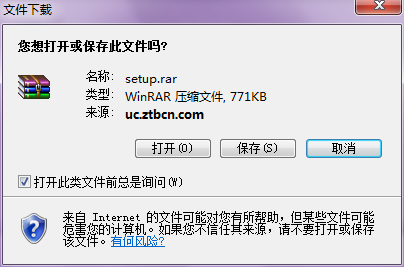 文件下载
您想打开或保存此文件吗?
名称: setup.rar
类型: WinRAR 压缩文件, 771KB
来源: uc.ztbcn.com
打开(O) 保存(S) 取消
打开此类文件前总是询问(W)
来自 Internet 的文件可能对您有所帮助，但某些文件可能
危害您的计算机。如果您不信任其来源，请不要打开或保存
该文件。有何风险?